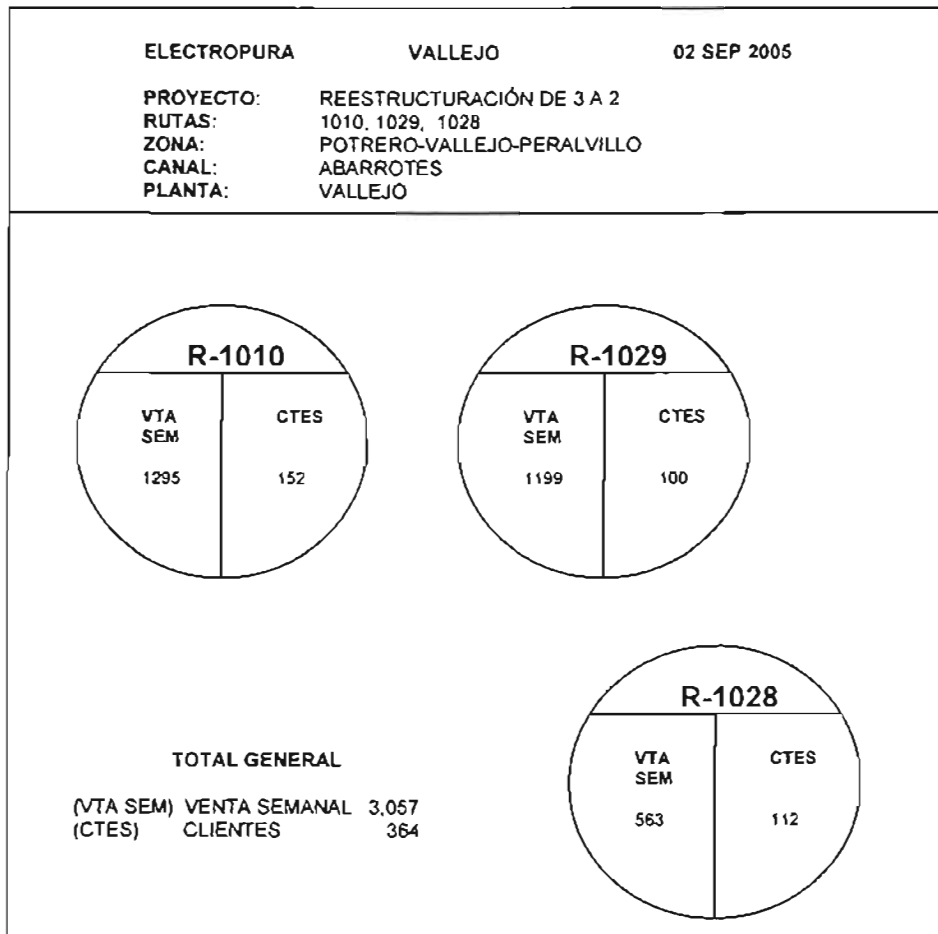 ELECTROPURA VALLEJO 02 SEP 2005
PROYECTO: REESTRUCTURACIÓN DE 3 A 2
RUTAS: 1010, 1029, 1028
ZONA: POTRERO-VALLEJO-PERALVILLO
CANAL: ABARROTES
PLANTA: VALLEJO
R-1010
VTA SEM
CTES
1295 152
R-1029
VTA SEM
CTES
1199 100
R-1028
VTA SEM
CTES
563 112
TOTAL GENERAL
(VTA SEM) VENTA SEMANAL 3,057
(CTES) CLIENTES 364